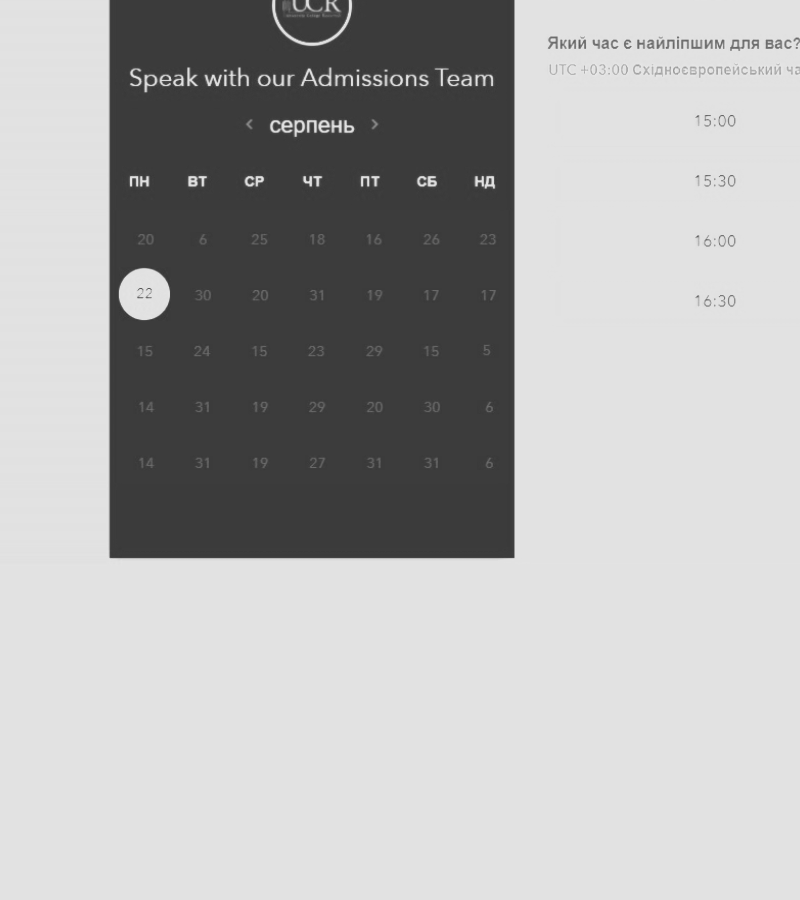 UCR
Speak with our Admissions Team
‹ серпень ›
ПН ВТ СР ЧТ ПТ СБ НД
20 6 25 18 16 26 23
22 30 20 31 19 17 17
15 24 15 23 29 15 5
14 31 19 29 20 30 6
14 31 19 27 31 31 6
Який час є найліпшим для вас?
UTC +03:00 Східноєвропейський ча
15:00
15:30
16:00
16:30